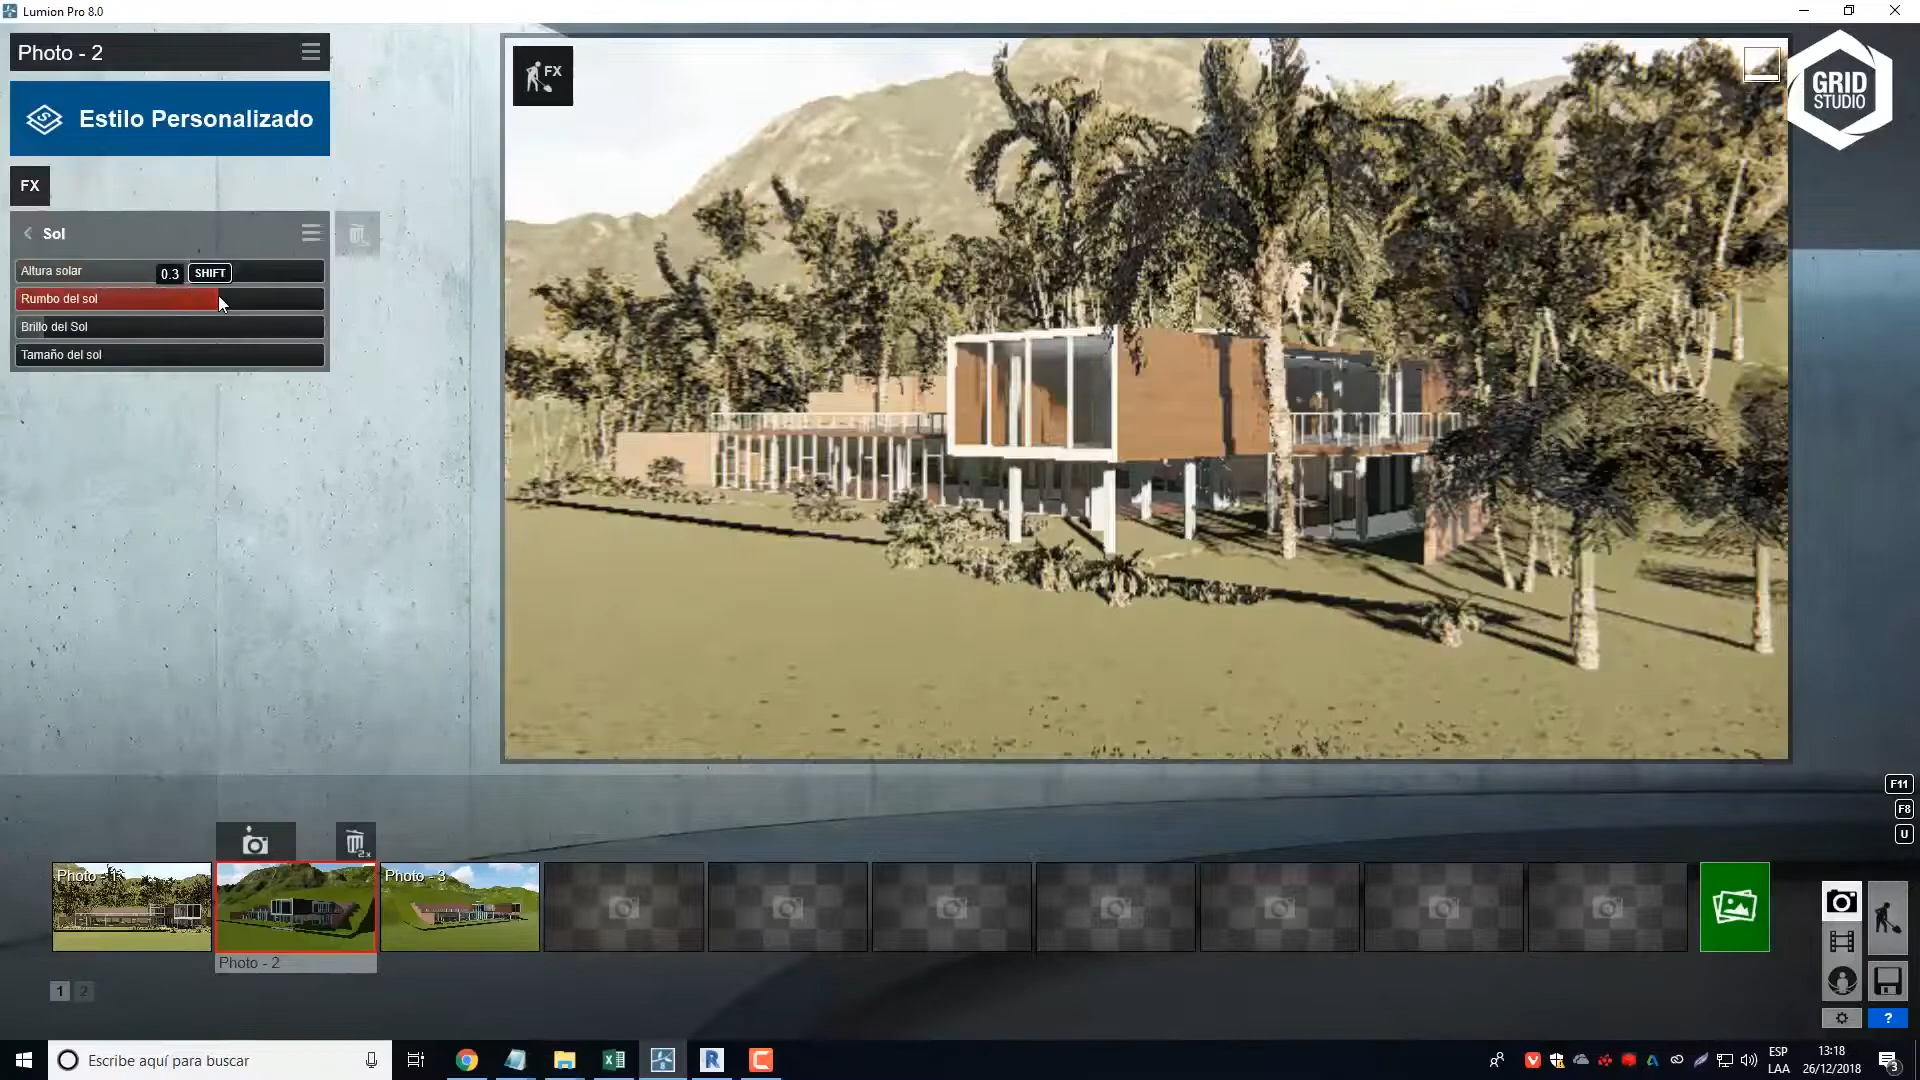 Lumion Pro 8.0
Photo - 2
Estilo Personalizado
FX
Sol
Altura solar
0.3 SHIFT
Rumbo del sol
Brillo del Sol
Tamaño del sol
FX
GRID
STUDIO
F11
F8
U
2x
Photo - 1
Photo - 3
Photo - 2
1 2
?
Escribe aquí para buscar
ESP
LAA
13:18
26/12/2018
3